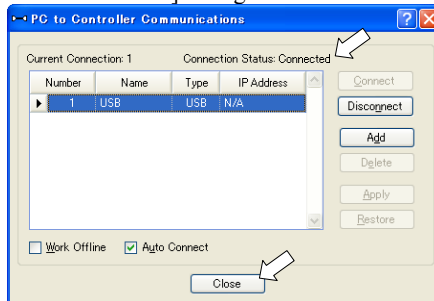 PC to Controller Communications
Current Connection: 1 Connection Status: Connected
Number Name Type IP Address
1 USB USB N/A
Connect
Disconnect
Add
Delete
Apply
Restore
Work Offline Auto Connect
Close